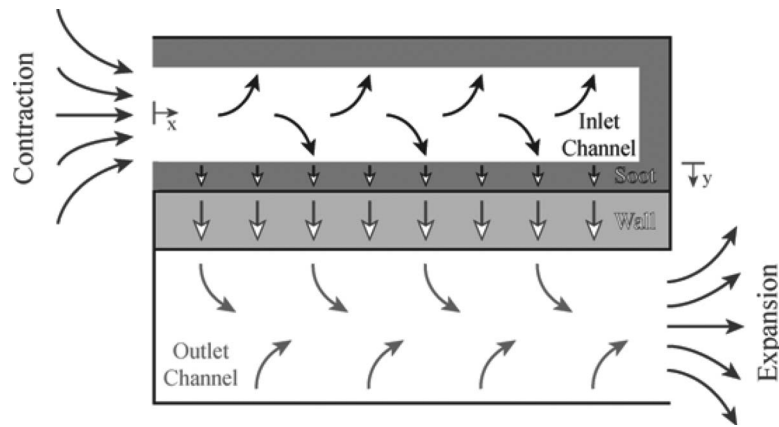 Contraction
x
Inlet
Channel
Soot
y
Wall
Outlet
Channel
Expansion